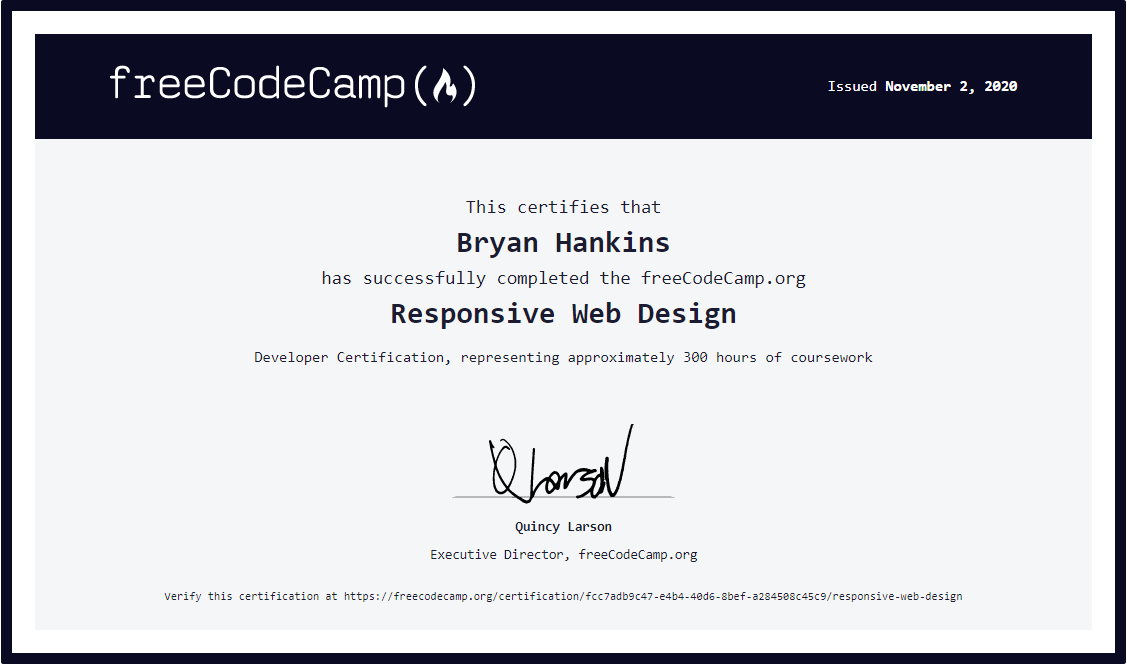 freeCodeCamp
Issued November 2, 2020
This certifies that
Bryan Hankins
has successfully completed the freeCodeCamp.org
Responsive Web Design
Developer Certification, representing approximately 300 hours of coursework
Q Larson
Quincy Larson
Executive Director, freeCodeCamp.org
Verify this certification at https://freecodecamp.org/certification/fcc7adb9c47-e4b4-40d6-8bef-a284508c45c9/responsive-web-design